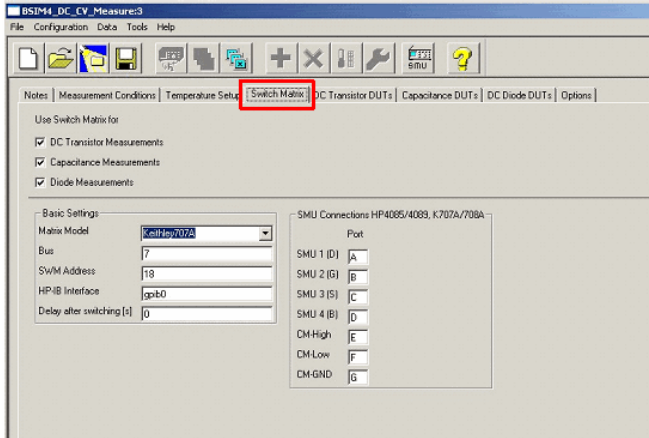 BSIM4_DC_CV_Measure:3
File Configuration Data Tools Help
smu
Notes Measurement Conditions Temperature Setup Switch Matrix DC Transistor DUTs Capacitance DUTs DC Diode DUTs Options
Use Switch Matrix for
DC Transistor Measurements
Capacitance Measurements
Diode Measurements
Basic Settings
Matrix Model Keithley707A
Bus 7
SWM Address 18
HP-IB Interface gpib0
Delay after switching [s] 0
SMU Connections HP4085/4089, K707A/708A
Port
SMU 1 (D) A
SMU 2 (G) B
SMU 3 (S) C
SMU 4 (B) D
CM-High E
CM-Low F
CM-GND G